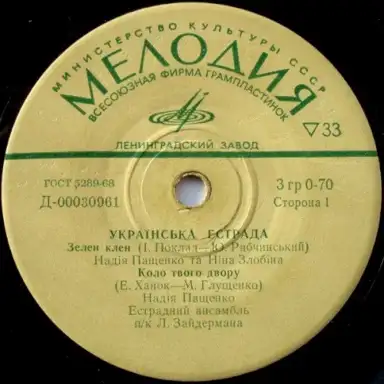 МИНИСТЕРСТВО КУЛЬТУРЫ СССР
МЕЛОДИЯ
ВСЕСОЮЗНАЯ ФИРМА ГРАМПЛАСТИНОК
▽33
ЛЕНИНГРАДСКИЙ ЗАВОД
ГОСТ 5289-68
3 гр 0-70
Д-00030961
Сторона 1
УКРАЇНСЬКА ЕСТРАДА
Зелен клен (І. Поклад—Ю. Рибчинський)
Надія Пащенко та Ніна Злобіна
Коло твого двору
(Е. Ханок—М. Глущенко)
Надія Пащенко
Естрадний ансамбль
п/к Л. Зайдермана